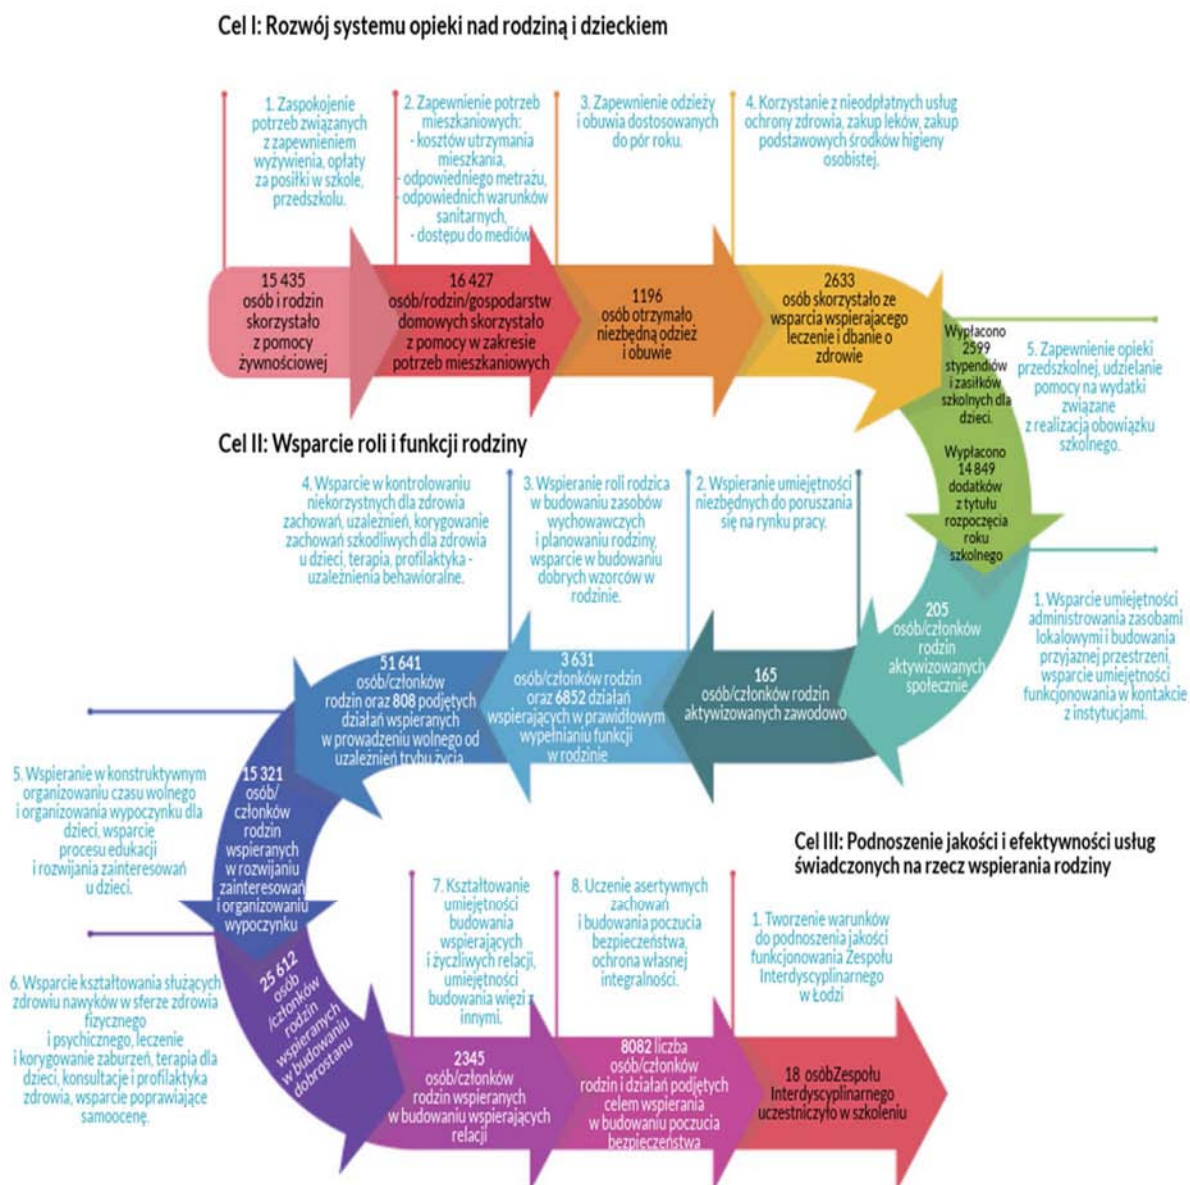 Cel I: Rozwój systemu opieki nad rodziną i dzieckiem
1. Zaspokojenie
potrzeb związanych
z zapewnieniem
wyżywienia, opłaty
za posiłki w szkole,
przedszkolu.
2. Zapewnienie potrzeb
mieszkaniowych:
- kosztów utrzymania
mieszkania,
- odpowiedniego metrażu,
- odpowiednich warunków
sanitarnych,
- dostępu do mediów
3. Zapewnienie odzieży
i obuwia dostosowanych
do pór roku.
4. Korzystanie z nieodpłatnych usług
ochrony zdrowia, zakup leków, zakup
podstawowych środków higieny
osobistej.
15 435
osób i rodzin
skorzystało
z pomocy
żywnościowej
16 427
osób/rodzin/gospodarstw
domowych skorzystało
z pomocy w zakresie
potrzeb mieszkaniowych
1196
osób otrzymało
niezbędną odzież
i obuwie
2633
osób skorzystało ze
wsparcia wspierajacego
leczenie i dbanie o
zdrowie
Wypłacono
2599
stypendiów
i zasiłków
szkolnych dla
dzieci.
Wypłacono
14 849
dodatków
z tytułu
rozpoczęcia
roku
szkolnego
5. Zapewnienie opieki
przedszkolnej, udzielanie
pomocy na wydatki
związane
z realizacją obowiązku
szkolnego.
Cel II: Wsparcie roli i funkcji rodziny
4. Wsparcie w kontrolowaniu
niekorzystnych dla zdrowia
zachowań, uzależnień, korygowanie
zachowań szkodliwych dla zdrowia
u dzieci, terapia, profilaktyka -
uzależnienia behawioralne.
3. Wspieranie roli rodzica
w budowaniu zasobów
wychowawczych
i planowaniu rodziny,
wsparcie w budowaniu
dobrych wzorców w
rodzinie.
2. Wspieranie umiejętności
niezbędnych do poruszania
się na rynku pracy.
1. Wsparcie umiejętności
administrowania zasobami
lokalowymi i budowania
przyjaznej przestrzeni,
wsparcie umiejętności
funkcjonowania w kontakcie
z instytucjami.
205
osób/członków
rodzin
aktywizowanych
społecznie
165
osób/członków rodzin
aktywizowanych zawodowo
3 631
osób/członków rodzin
oraz 6852 działań
wspierających w prawidłowym
wypełnianiu funkcji
w rodzinie
51 641
osób/członków
rodzin oraz 808 podjętych
działań wspieranych
w prowadzeniu wolnego od
uzależnień trybu życia
15 321
osób/
członków
rodzin
wspieranych
w rozwijaniu
zainteresowań
i organizowaniu
wypoczynku
5. Wspieranie w konstruktywnym
organizowaniu czasu wolnego
i organizowania wypoczynku dla
dzieci, wsparcie
procesu edukacji
i rozwijania zainteresowań
u dzieci.
6. Wsparcie kształtowania służących
zdrowiu nawyków w sferze zdrowia
fizycznego
i psychicznego, leczenie
i korygowanie zaburzeń, terapia dla
dzieci, konsultacje i profilaktyka
zdrowia, wsparcie poprawiające
samoocenę.
25 612
osób
/członków
rodzin
wspieranych
w budowaniu
dobrostanu
7. Kształtowanie
umiejętności
budowania
wspierających
i życzliwych relacji,
umiejętności
budowania więzi z
innymi.
8. Uczenie asertywnych
zachowań
i budowania poczucia
bezpieczeństwa,
ochrona własnej
integralności.
Cel III: Podnoszenie jakości i efektywności usług
świadczonych na rzecz wspierania rodziny
1. Tworzenie warunków
do podnoszenia jakości
funkcjonowania Zespołu
Interdyscyplinarnego
w Łodzi
2345
osób/członków
rodzin wspieranych
w budowaniu wspierających
relacji
8082 liczba
osób/członków
rodzin i działań podjętych
celem wspierania
w budowaniu poczucia
bezpieczeństwa
18 osóbZespołu
Interdyscyplinarnego
uczestniczyło w szkoleniu